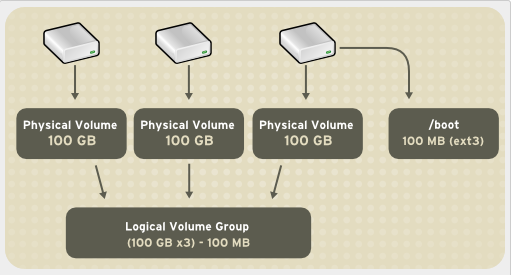 Physical Volume
100 GB
Physical Volume
100 GB
Physical Volume
100 GB
/boot
100 MB (ext3)
Logical Volume Group
(100 GB x3) - 100 MB